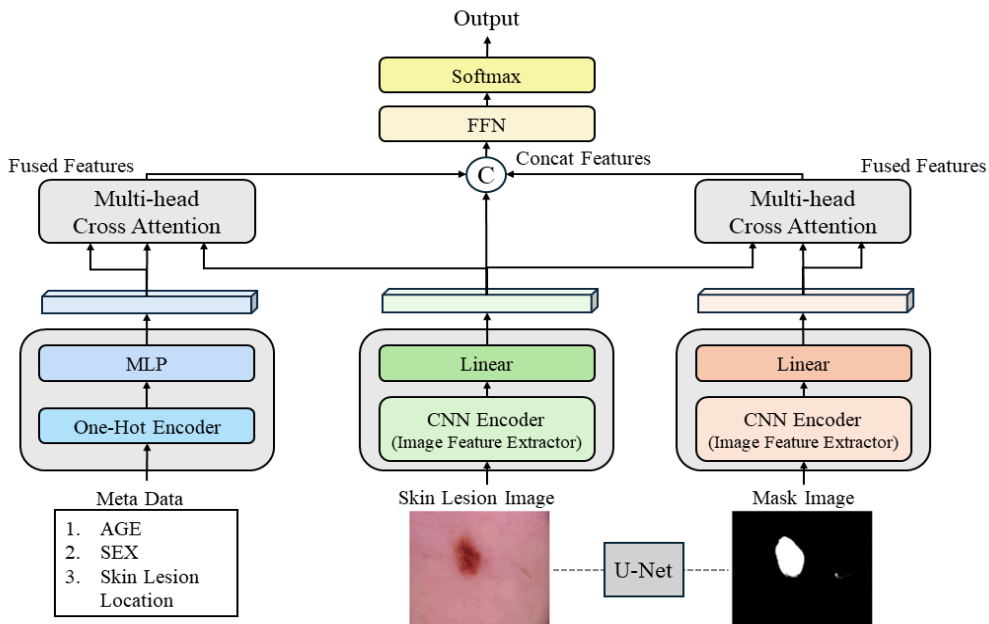 Output
Softmax
FFN
Fused Features
Concat Features
Fused Features
C
Multi-head
Cross Attention
Multi-head
Cross Attention
MLP
One-Hot Encoder
Linear
CNN Encoder
(Image Feature Extractor)
Linear
CNN Encoder
(Image Feature Extractor)
Meta Data
1. AGE
2. SEX
3. Skin Lesion
Location
Skin Lesion Image
U-Net
Mask Image